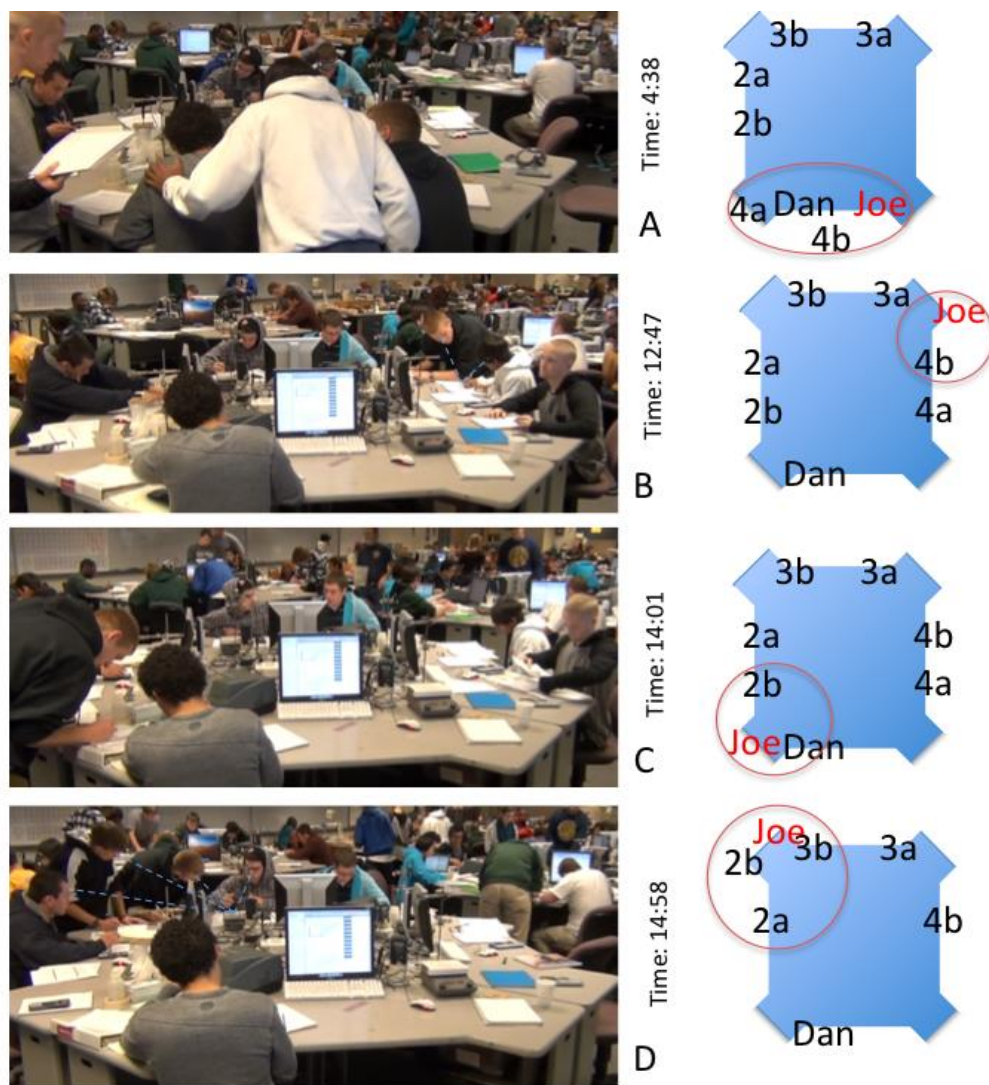 Time: 4:38
A
3b 3a
2a
2b
4a Dan Joe
4b
Time: 12:47
B
3b 3a Joe
2a 4b
2b 4a
Dan
Time: 14:01
C
3b 3a
2a 4b
2b 4a
Joe Dan
Time: 14:58
D
Joe
2b 3b 3a
2a 4b
Dan